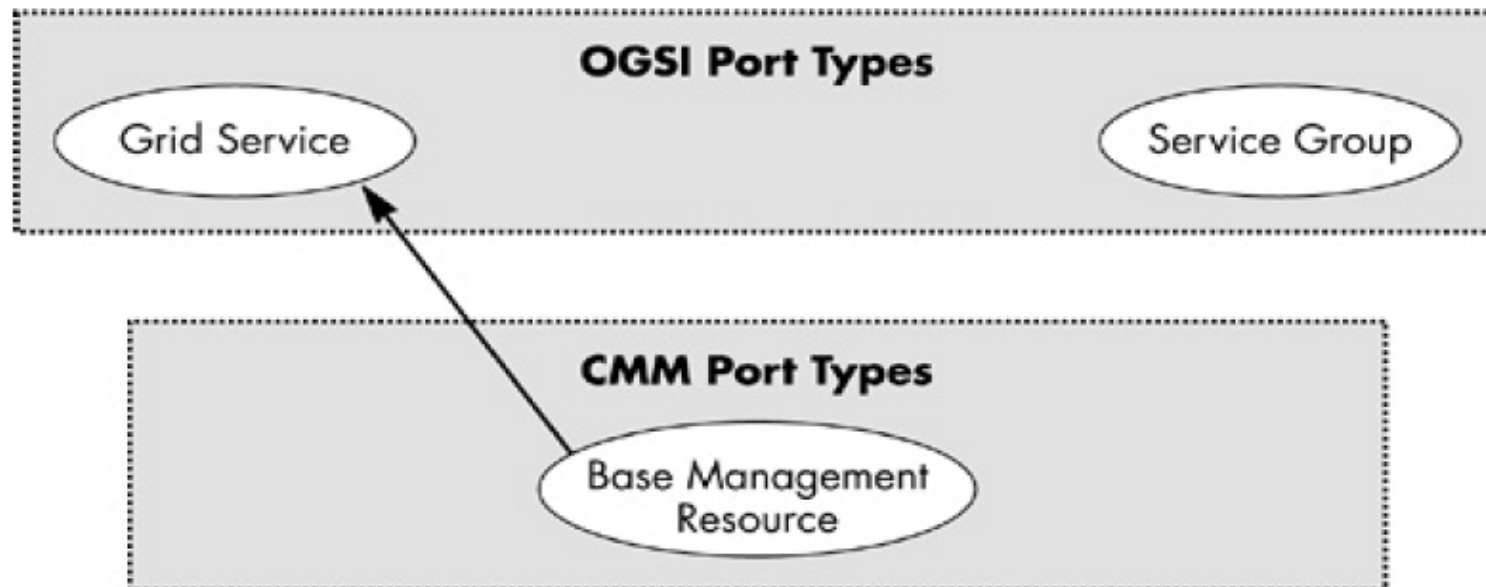 OGSI Port Types
Grid Service
Service Group
CMM Port Types
Base Management
Resource